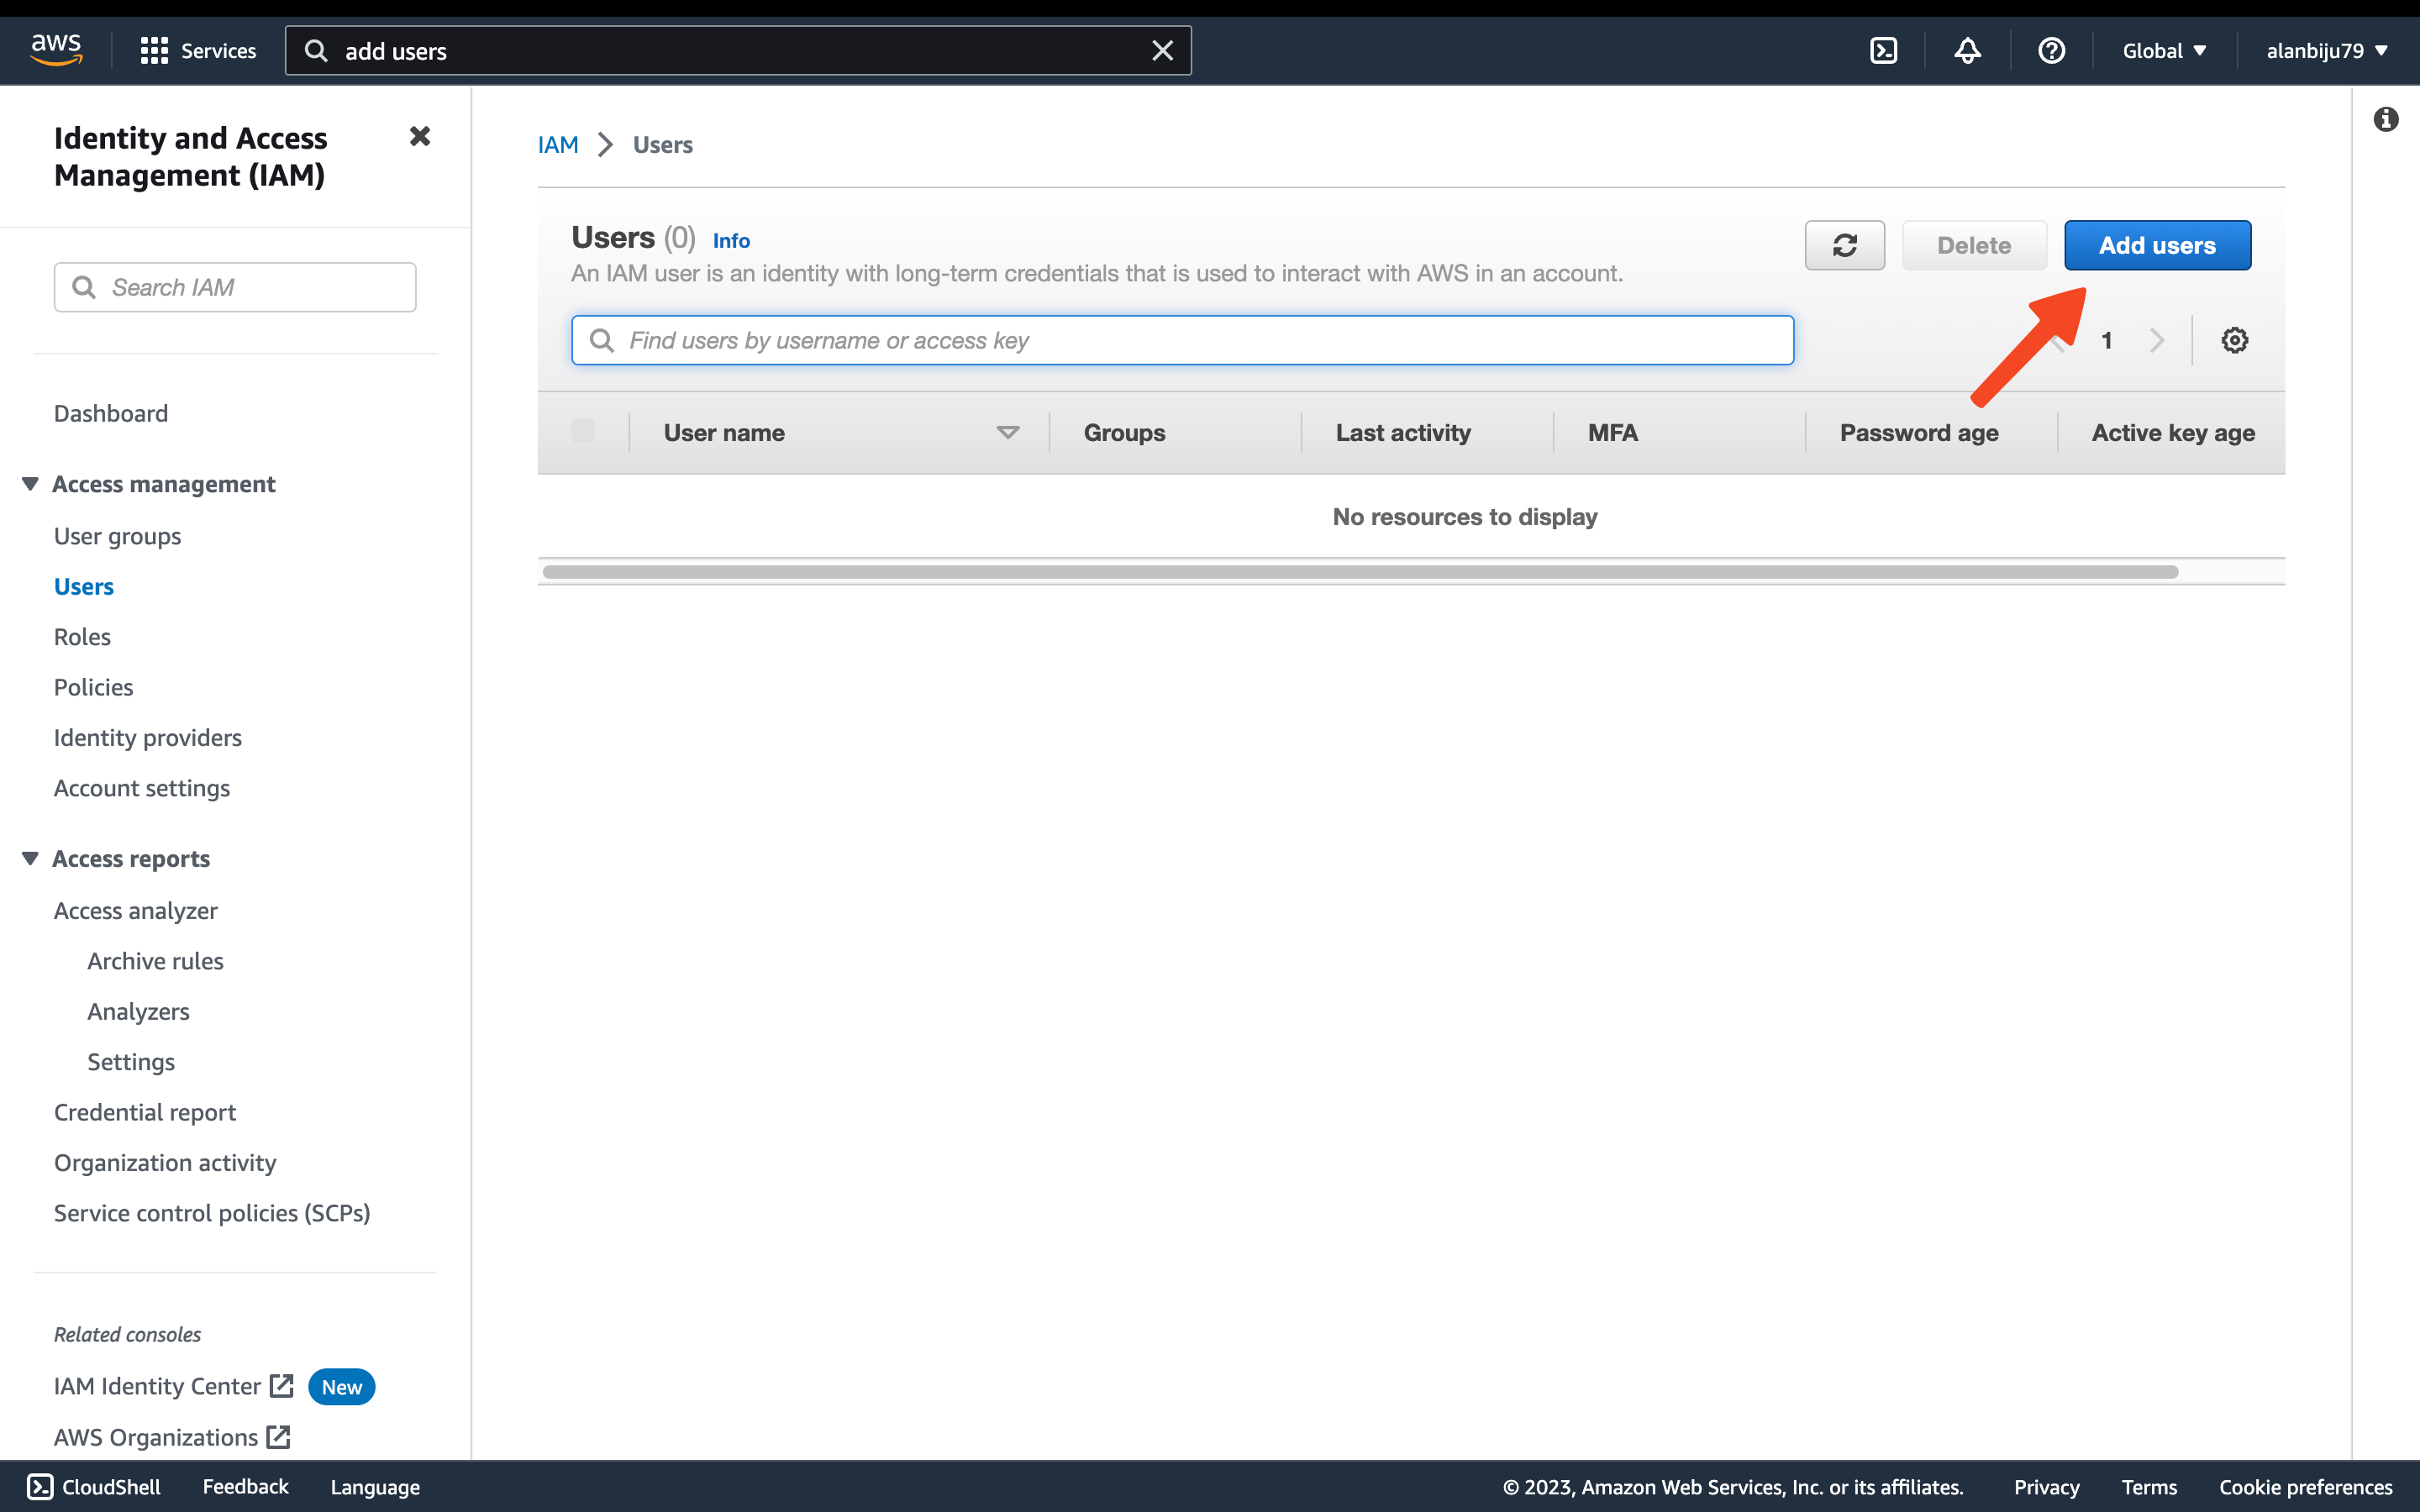 aws
Services
add users
Global
alanbiju79
Identity and Access
Management (IAM)
Search IAM
Dashboard
Access management
User groups
Users
Roles
Policies
Identity providers
Account settings
Access reports
Access analyzer
Archive rules
Analyzers
Settings
Credential report
Organization activity
Service control policies (SCPs)
Related consoles
IAM Identity Center New
AWS Organizations
IAM > Users
Users (0) Info
An IAM user is an identity with long-term credentials that is used to interact with AWS in an account.
Delete
Add users
Find users by username or access key
1
User name Groups Last activity MFA Password age Active key age
No resources to display
CloudShell Feedback Language
© 2023, Amazon Web Services, Inc. or its affiliates. Privacy Terms Cookie preferences